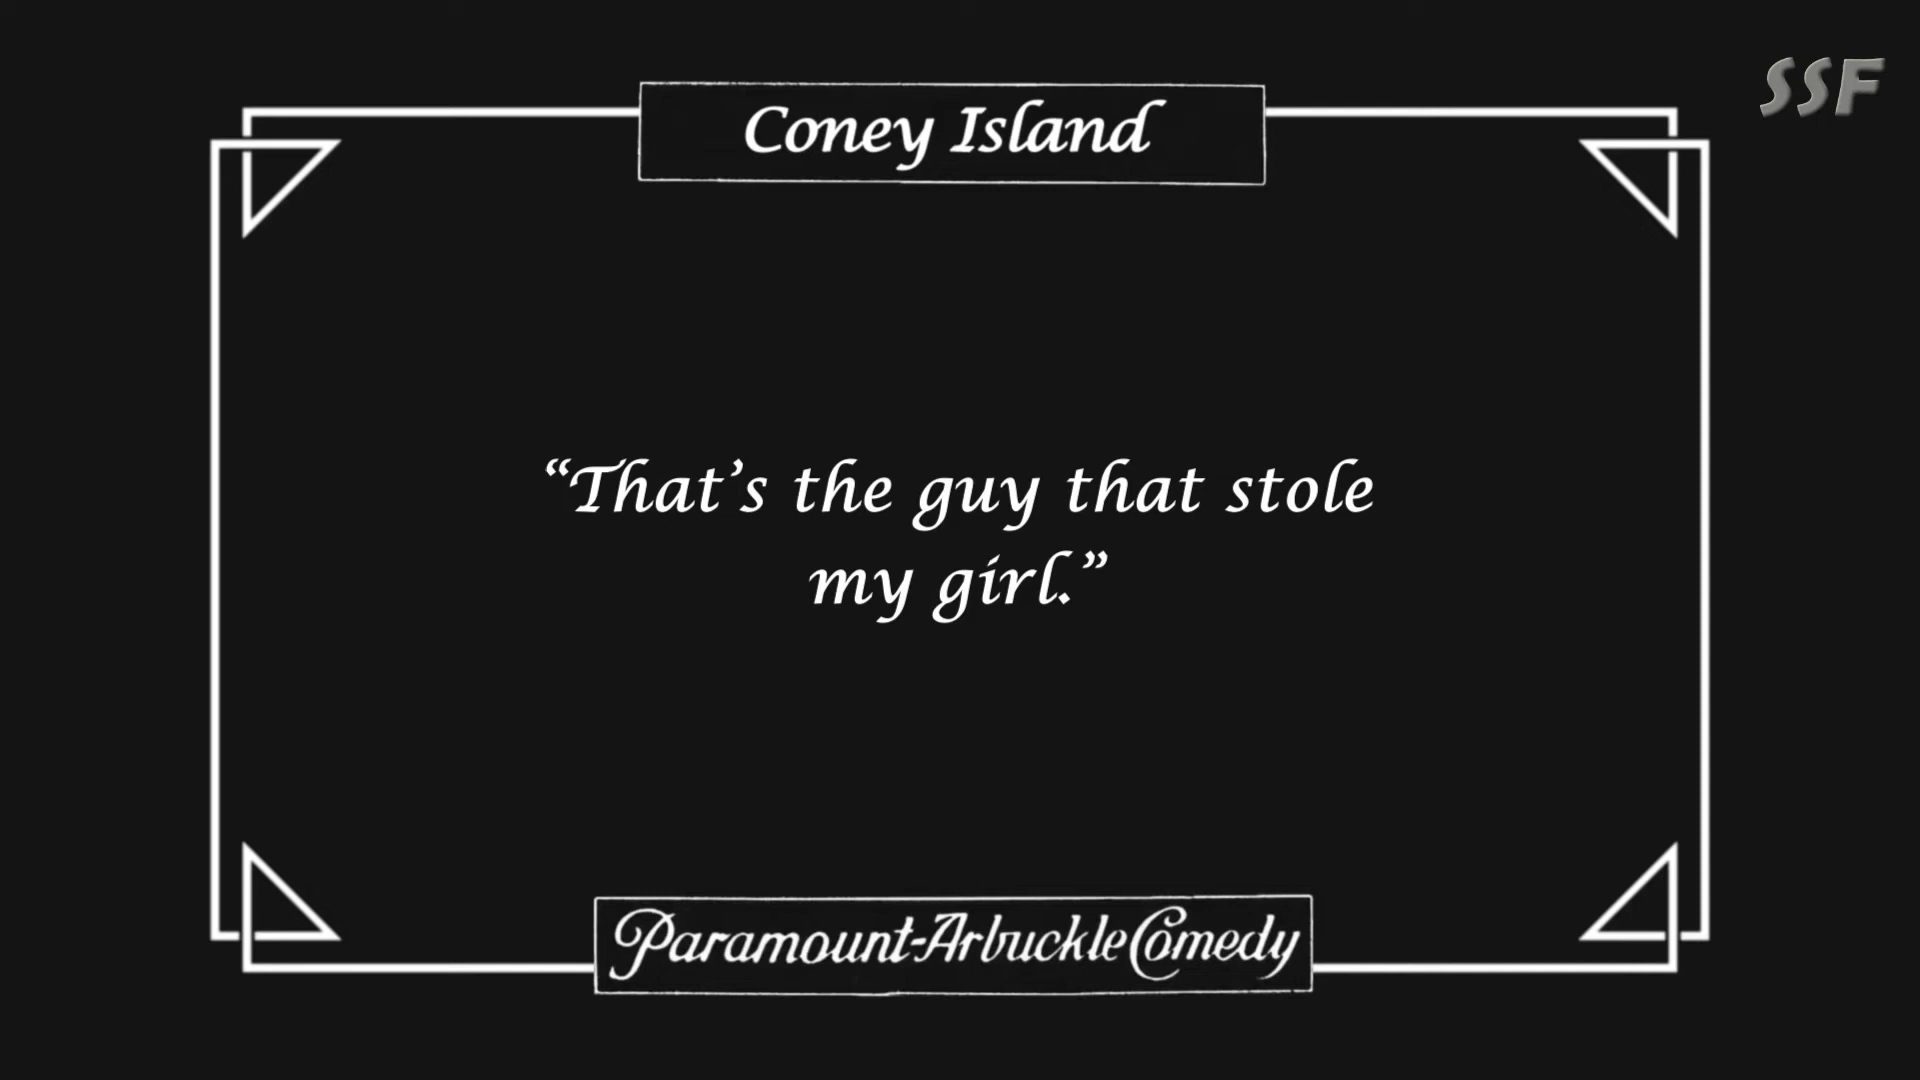 SSF
Coney Island
“That’s the guy that stole
my girl.”
Paramount-Arbuckle Comedy